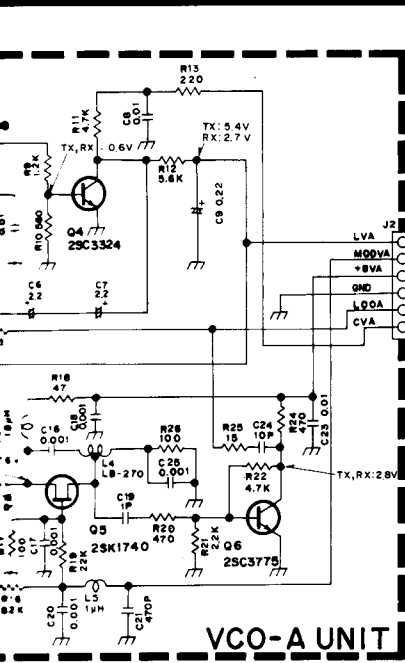 R13
220
R11
4.7K
C8
0.01
TX:5.4V
RX:2.7V
TX,RX:0.6V
R9
1.2K
R12
5.6K
C9 0.22
R10 560
Q4
2SC3324
J2
LVA
MODVA
+8VA
GND
LOOA
CVA
C6
2.2
C7
2.2
R18
47
C18
0.001
C16
0.001
L4
LB-270
R26
100
C25
0.001
R25
15
C24
10P
R24
470
C23 0.01
R22
4.7K
TX,RX:2.8V
C19
1P
R20
470
R21
2.2K
Q5
2SK1740
Q6
2SC3775
100
C17
0.001
R19
22K
82K
C20
0.001
L5
1µH
C21
470P
VCO-A UNIT